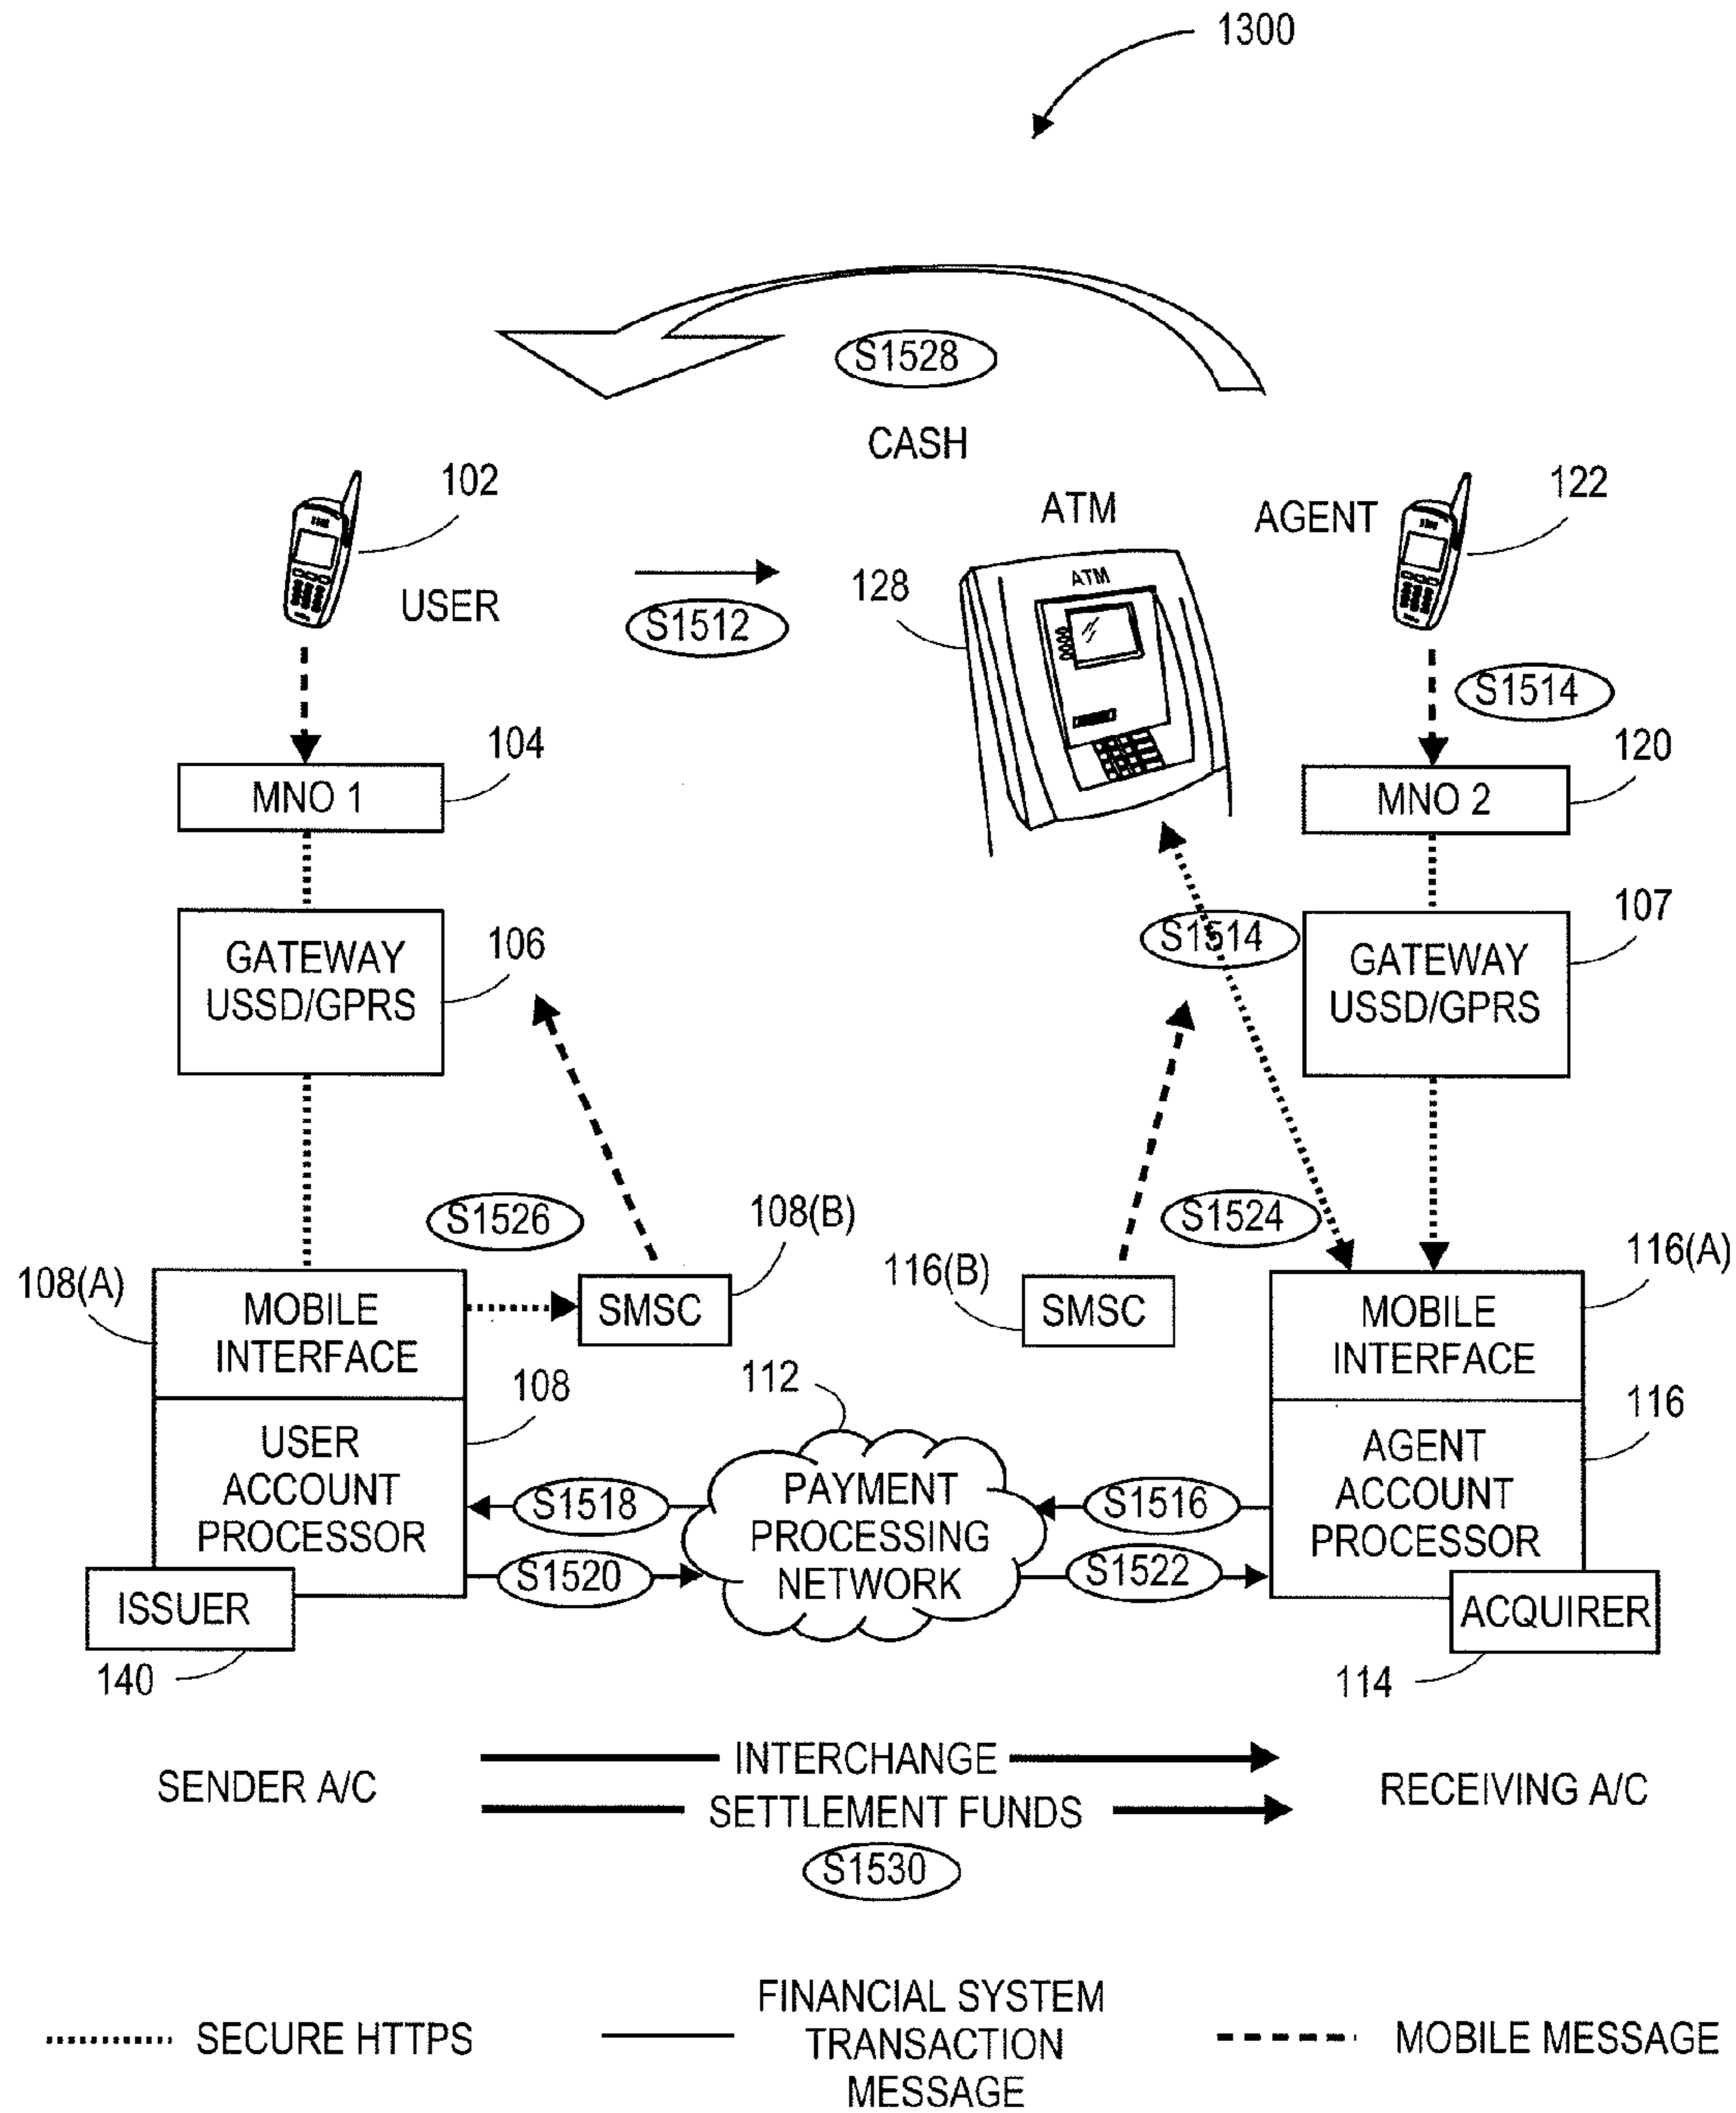 1300
S1528
CASH
102
USER
S1512
ATM
ATM
128
AGENT
122
S1514
104
MNO 1
120
MNO 2
106
GATEWAY
USSD/GPRS
S1514
107
GATEWAY
USSD/GPRS
S1526
108(B)
SMSC
S1524
116(B)
SMSC
108(A)
MOBILE
INTERFACE
116(A)
MOBILE
INTERFACE
108
USER
ACCOUNT
PROCESSOR
112
PAYMENT
PROCESSING
NETWORK
S1518
S1520
S1516
S1522
116
AGENT
ACCOUNT
PROCESSOR
ISSUER
140
ACQUIRER
114
SENDER A/C
INTERCHANGE
SETTLEMENT FUNDS
S1530
RECEIVING A/C
SECURE HTTPS
FINANCIAL SYSTEM
TRANSACTION
MESSAGE
MOBILE MESSAGE